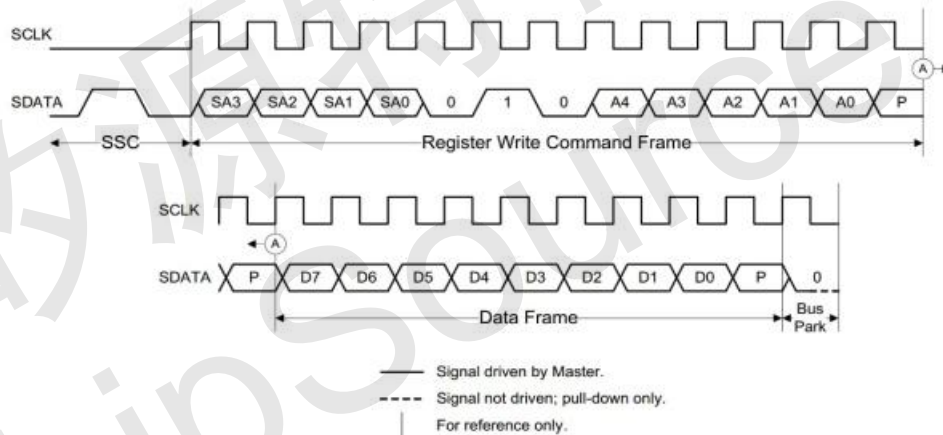 SCLK
A
SDATA SA3 SA2 SA1 SA0 0 1 0 A4 A3 A2 A1 A0 P
SSC Register Write Command Frame
SCLK
A
SDATA P D7 D6 D5 D4 D3 D2 D1 D0 P 0
Data Frame Bus Park
Signal driven by Master.
Signal not driven; pull-down only.
For reference only.